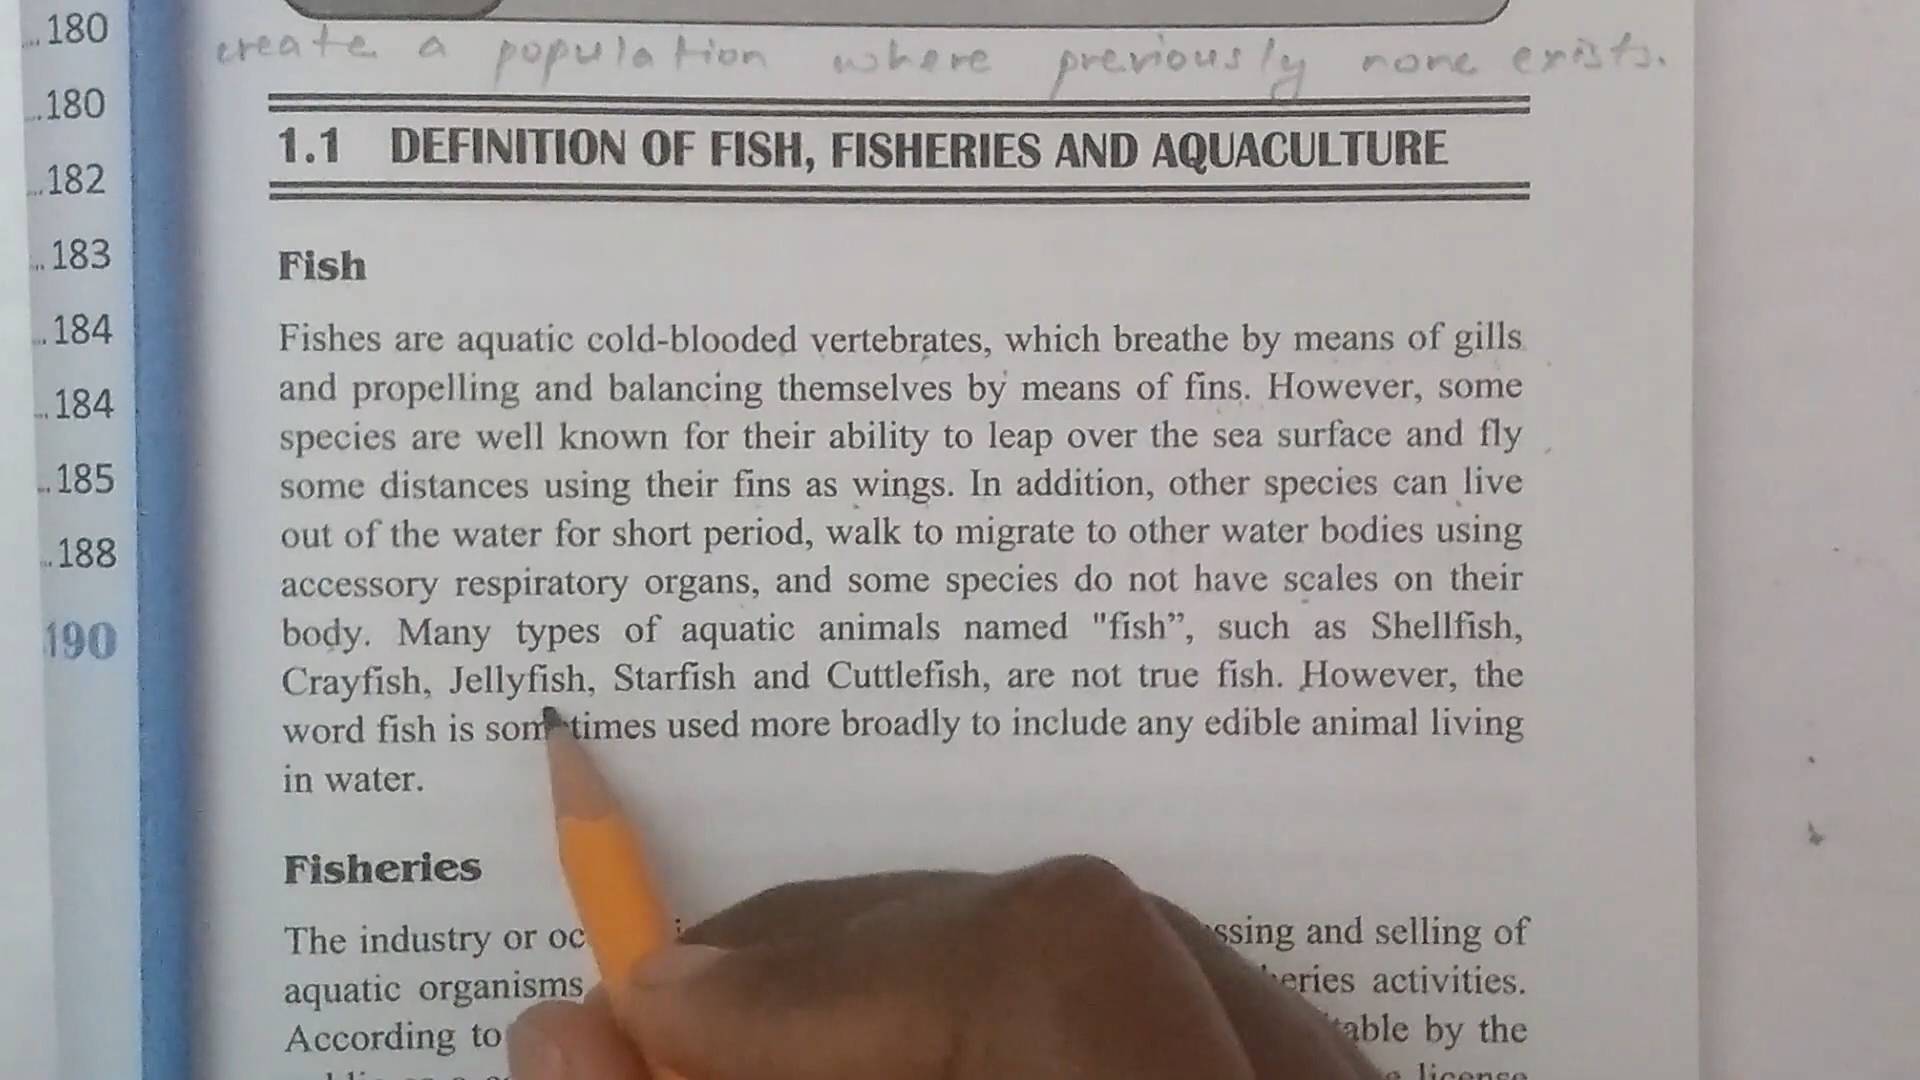 ...180
...180
...182
...183
...184
...184
...185
...188
190
create a population where previously none exists.
1.1 DEFINITION OF FISH, FISHERIES AND AQUACULTURE
Fish
Fishes are aquatic cold-blooded vertebrates, which breathe by means of gills
and propelling and balancing themselves by means of fins. However, some
species are well known for their ability to leap over the sea surface and fly
some distances using their fins as wings. In addition, other species can live
out of the water for short period, walk to migrate to other water bodies using
accessory respiratory organs, and some species do not have scales on their
body. Many types of aquatic animals named "fish”, such as Shellfish,
Crayfish, Jellyfish, Starfish and Cuttlefish, are not true fish. However, the
word fish is sometimes used more broadly to include any edible animal living
in water.
Fisheries
The industry or and selling of
aquatic organisms activities.
According to by the
license